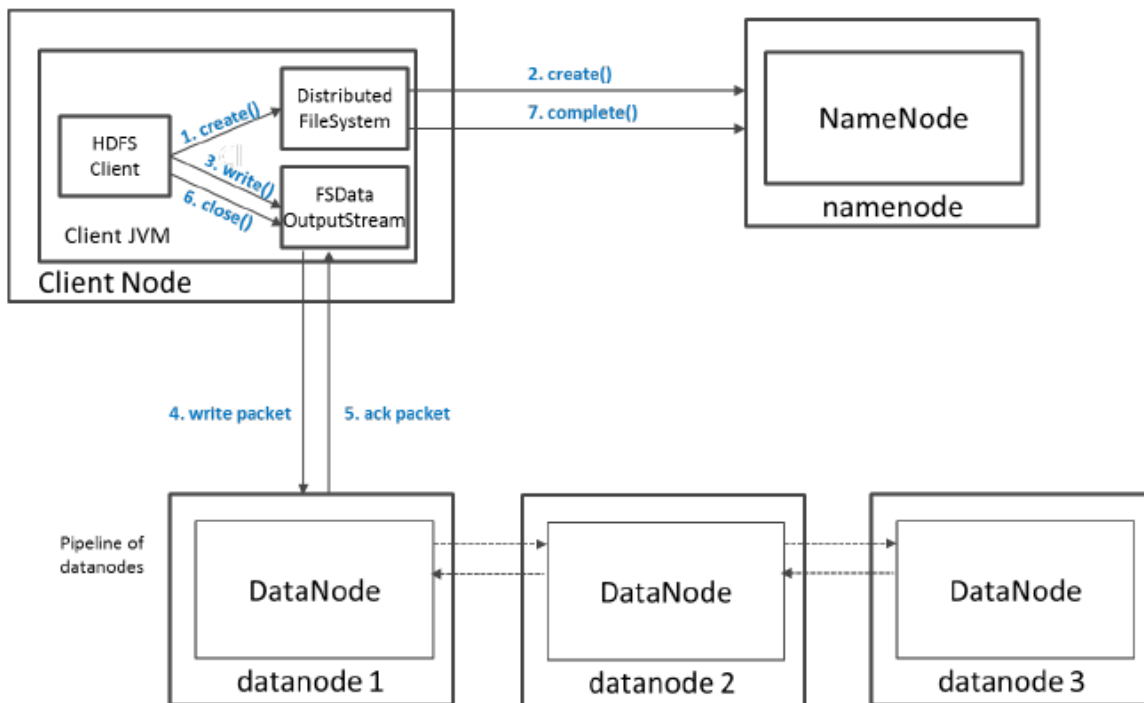 1. create()
2. create()
Distributed
FileSystem
7. complete()
NameNode
HDFS
Client
3. write()
FSData
OutputStream
6. close()
namenode
Client JVM
Client Node
4. write packet
5. ack packet
Pipeline of
datanodes
DataNode
DataNode
DataNode
datanode 1
datanode 2
datanode 3